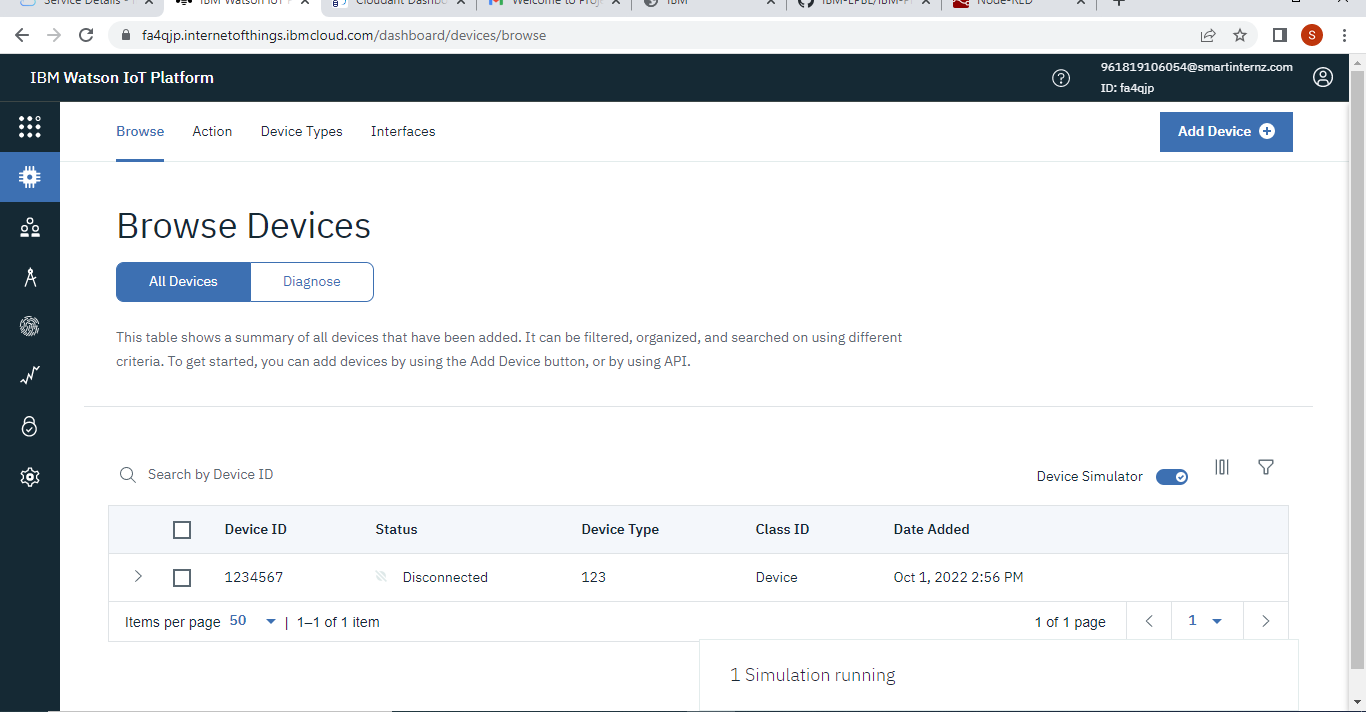 Service Details -
IBM Watson IoT P
Cloudant Dashbo
Welcome to Proj
IBM
IBM-EPBL/IBM-P
Node-RED
fa4qjp.internetofthings.ibmcloud.com/dashboard/devices/browse
S
IBM Watson IoT Platform
961819106054@smartinternz.com
ID: fa4qjp
Browse
Action
Device Types
Interfaces
Add Device
Browse Devices
All Devices
Diagnose
This table shows a summary of all devices that have been added. It can be filtered, organized, and searched on using different
criteria. To get started, you can add devices by using the Add Device button, or by using API.
Search by Device ID
Device Simulator
Device ID Status Device Type Class ID Date Added
1234567 Disconnected 123 Device Oct 1, 2022 2:56 PM
Items per page 50 | 1–1 of 1 item
1 of 1 page
1
1 Simulation running